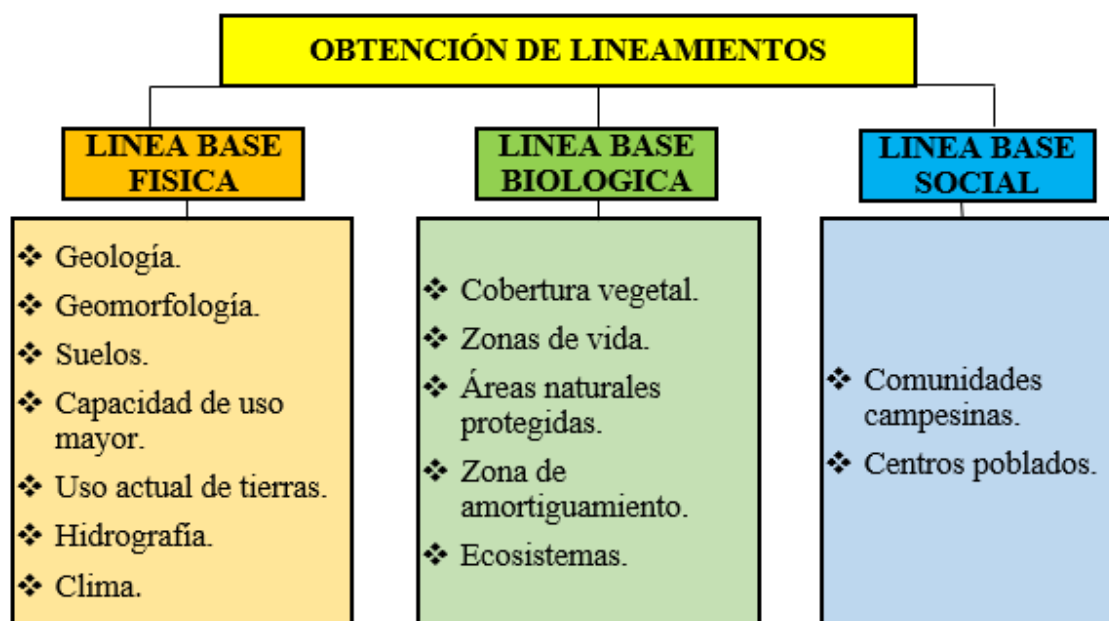 OBTENCIÓN DE LINEAMIENTOS
LINEA BASE
FISICA
❖ Geología.
❖ Geomorfología.
❖ Suelos.
❖ Capacidad de uso
mayor.
❖ Uso actual de tierras.
❖ Hidrografía.
❖ Clima.
LINEA BASE
BIOLOGICA
❖ Cobertura vegetal.
❖ Zonas de vida.
❖ Áreas naturales
protegidas.
❖ Zona de
amortiguamiento.
❖ Ecosistemas.
LINEA BASE
SOCIAL
❖ Comunidades
campesinas.
❖ Centros poblados.